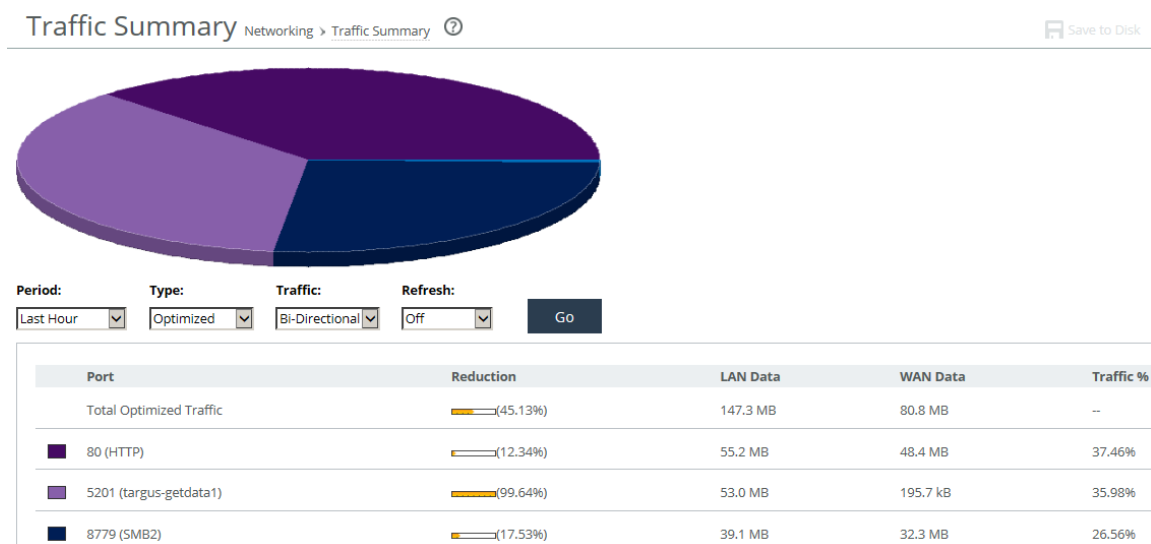 Traffic Summary Networking › Traffic Summary ?
Save to Disk
Period: Type: Traffic: Refresh:
Last Hour Optimized Bi-Directional Off Go
Port Reduction LAN Data WAN Data Traffic %
Total Optimized Traffic (45.13%) 147.3 MB 80.8 MB --
80 (HTTP) (12.34%) 55.2 MB 48.4 MB 37.46%
5201 (targus-getdata1) (99.64%) 53.0 MB 195.7 kB 35.98%
8779 (SMB2) (17.53%) 39.1 MB 32.3 MB 26.56%